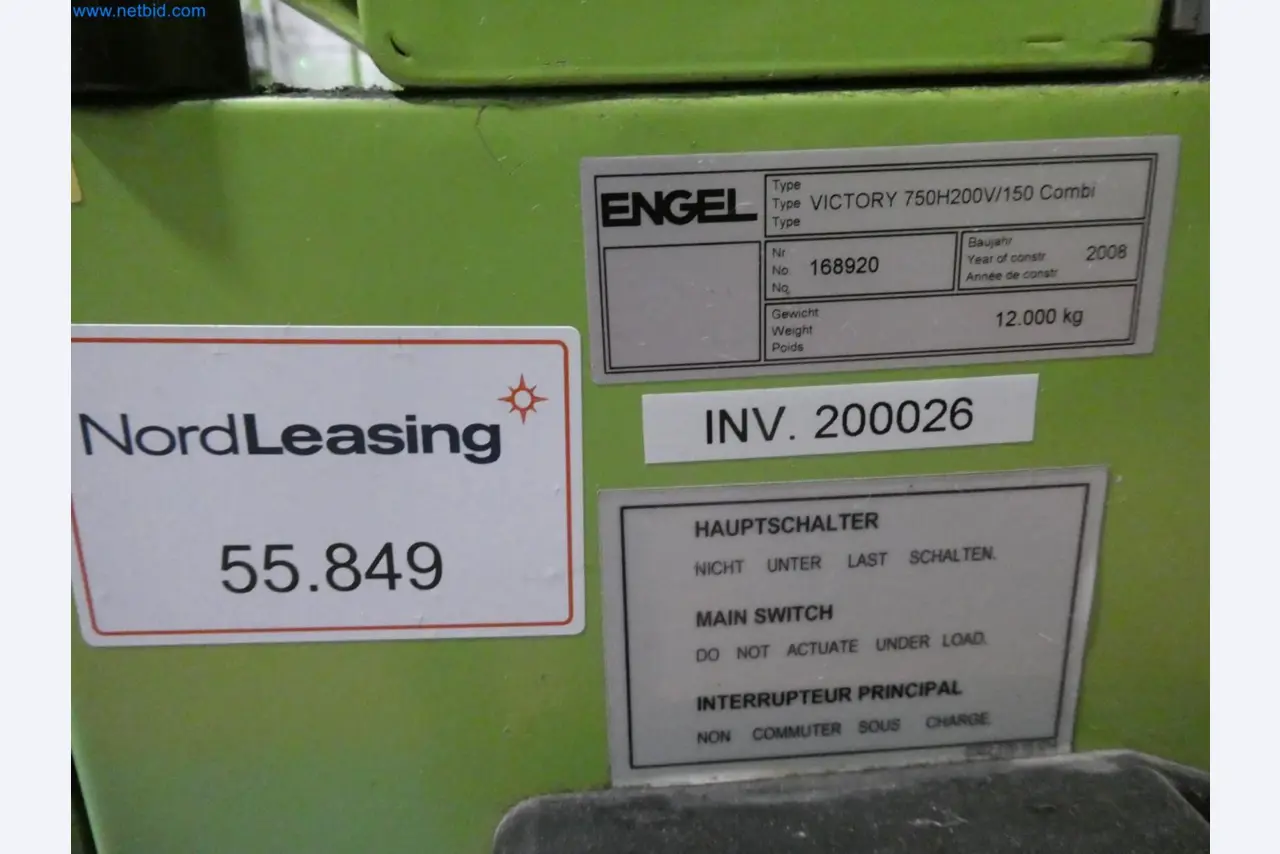 www.netbid.com
ENGEL
Type
Type VICTORY 750H200V/150 Combi
Type
Nr
No 168920
No.
Baujahr
Year of constr 2008
Année de constr
Gewicht
Weight 12.000 kg
Poids
NordLeasing
55.849
INV. 200026
HAUPTSCHALTER
NICHT UNTER LAST SCHALTEN.
MAIN SWITCH
DO NOT ACTUATE UNDER LOAD.
INTERRUPTEUR PRINCIPAL
NON COMMUTER SOUS CHARGE.